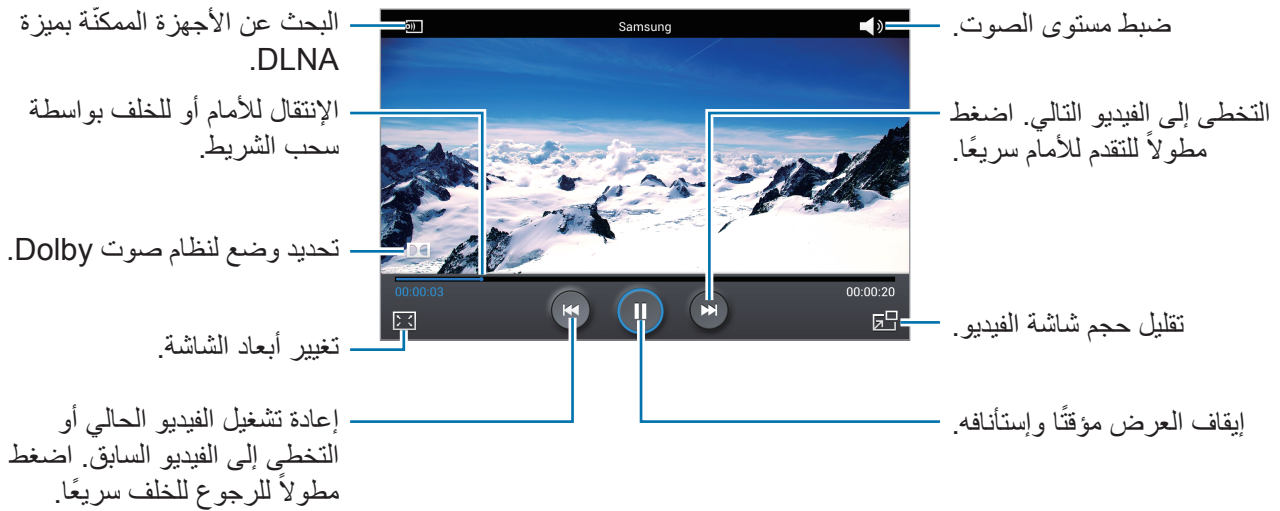 البحث عن الأجهزة الممكنّة بميزة
DLNA.
الإنتقال للأمام أو للخلف بواسطة
سحب الشريط.
تحديد وضع لنظام صوت Dolby.
تغيير أبعاد الشاشة.
إعادة تشغيل الفيديو الحالي أو
التخطى إلى الفيديو السابق. اضغط
مطولاً للرجوع للخلف سريعًا.
Samsung
00:00:03
00:00:20
ضبط مستوى الصوت.
التخطى إلى الفيديو التالي. اضغط
مطولاً للتقدم للأمام سريعًا.
تقليل حجم شاشة الفيديو.
إيقاف العرض مؤقتًا وإستأنافه.